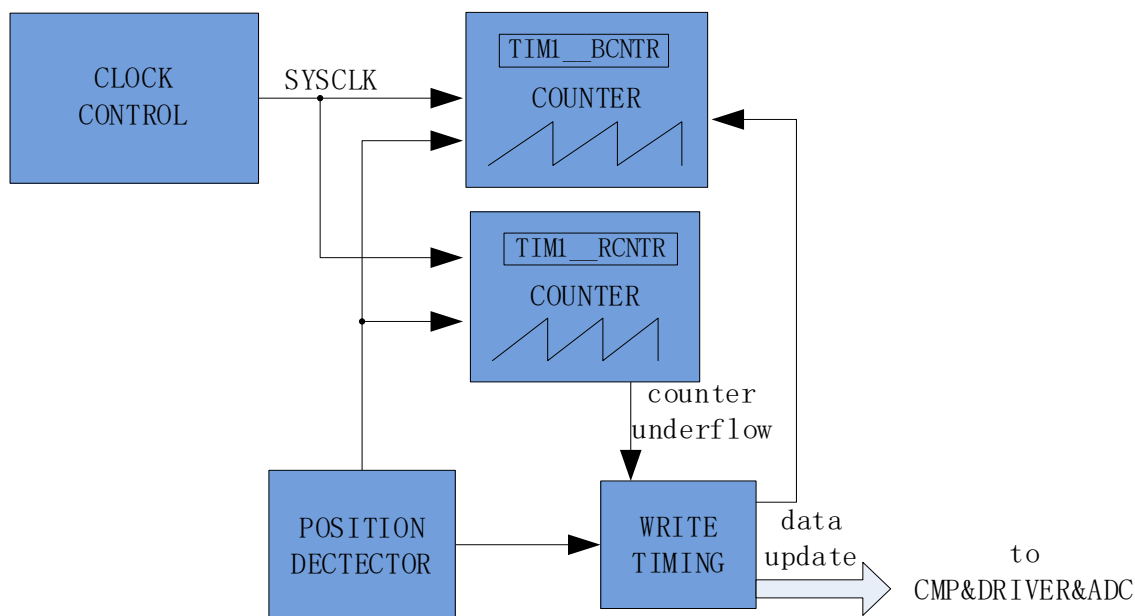 CLOCK
CONTROL
SYSCLK
TIM1__BCNTR
COUNTER
TIM1__RCNTR
COUNTER
counter
underflow
POSITION
DECTECTOR
WRITE
TIMING
data
update
to
CMP&DRIVER&ADC